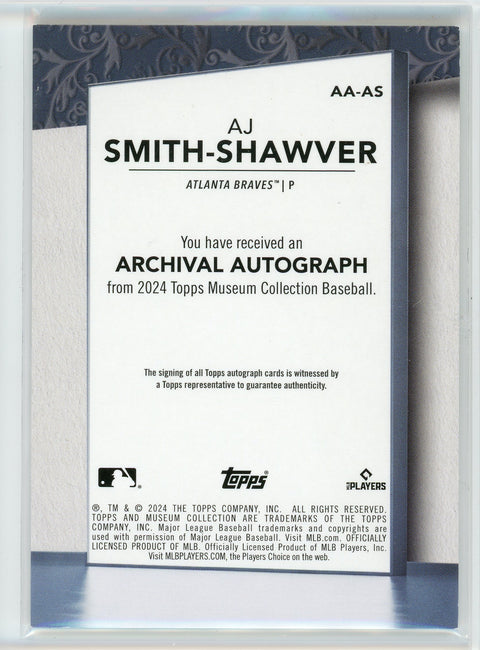 AA-AS
AJ
SMITH-SHAWVER
ATLANTA BRAVES™ | P
You have received an
ARCHIVAL AUTOGRAPH
from 2024 Topps Museum Collection Baseball.
The signing of all Topps autograph cards is witnessed by
a Topps representative to guarantee authenticity.
topps®
MLB PLAYERS
®, TM & © 2024 THE TOPPS COMPANY, INC. ALL RIGHTS RESERVED.
TOPPS AND MUSEUM COLLECTION ARE TRADEMARKS OF THE TOPPS
COMPANY, INC. Major League Baseball trademarks and copyrights are
used with permission of Major League Baseball. Visit MLB.com. OFFICIALLY
LICENSED PRODUCT OF MLB. Officially Licensed Product of MLB Players, Inc.
Visit MLBPLAYERS.COM, the Players Choice on the web.